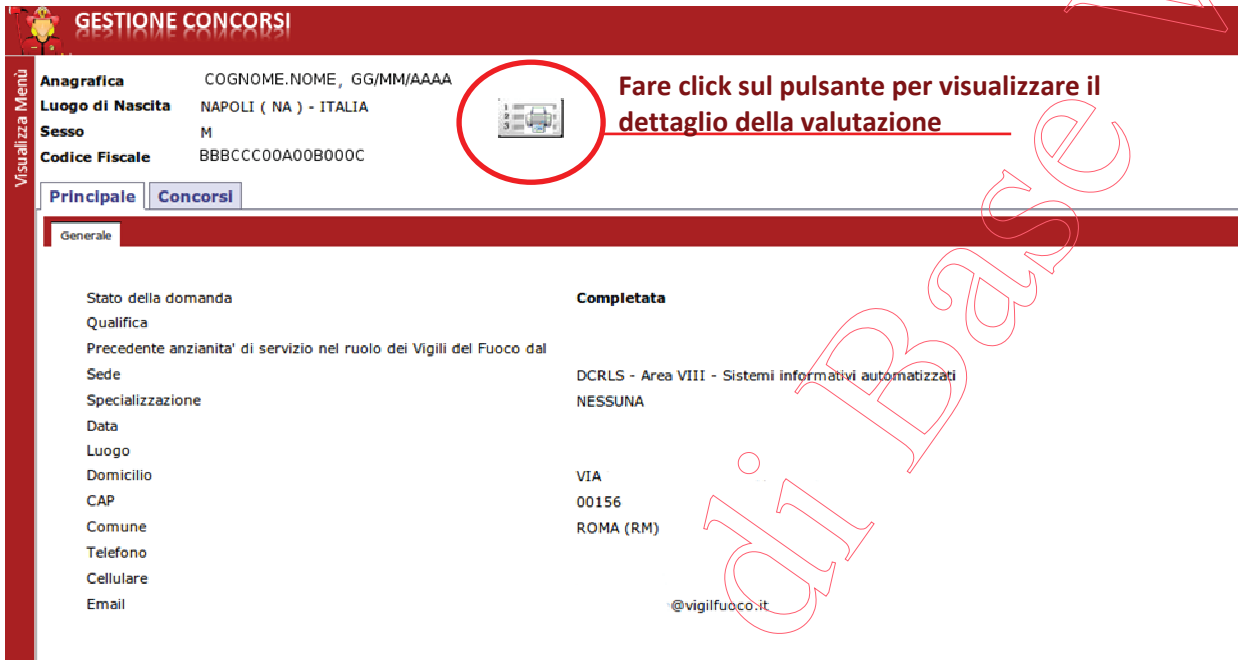 GESTIONE CONCORSI
Visualizza Menù
Anagrafica COGNOME.NOME, GG/MM/AAAA
Luogo di Nascita NAPOLI ( NA ) - ITALIA
Sesso M
Codice Fiscale BBBCCC00A00B000C
1
2
3
Fare click sul pulsante per visualizzare il
dettaglio della valutazione
Principale Concorsi
Generale
Stato della domanda Completata
Qualifica
Precedente anzianita' di servizio nel ruolo dei Vigili del Fuoco dal
Sede DCRLS - Area VIII - Sistemi informativi automatizzati
Specializzazione NESSUNA
Data
Luogo
Domicilio VIA
CAP 00156
Comune ROMA (RM)
Telefono
Cellulare
Email @vigilfuoco.it
di Base